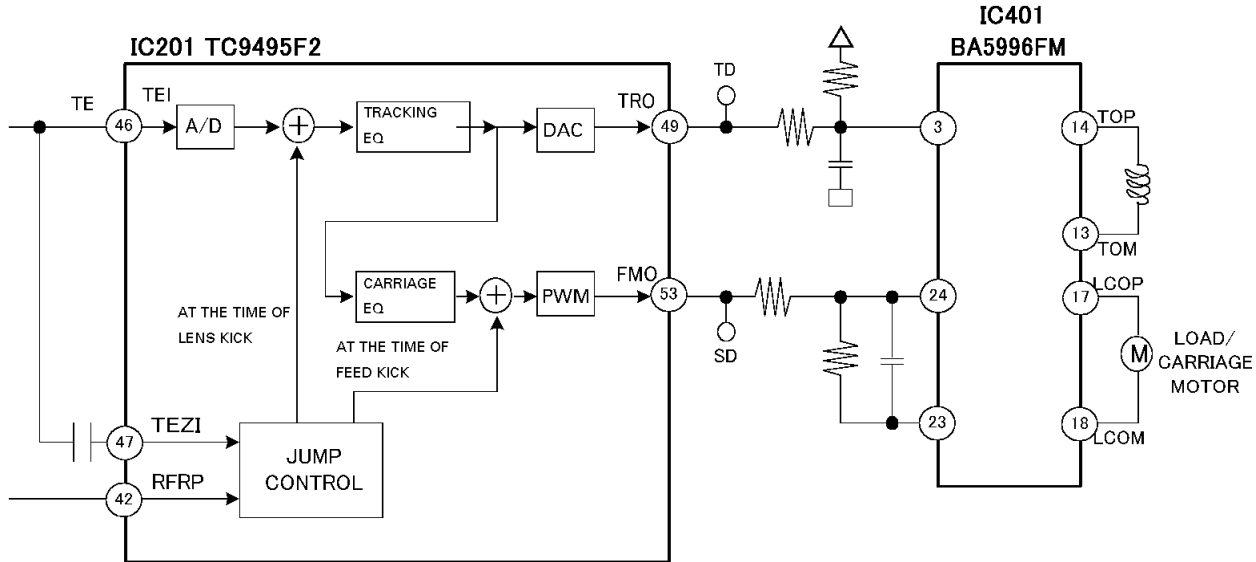 IC401
BA5996FM
IC201 TC9495F2
TE
TEI
46
A/D
+
TRACKING
EQ
DAC
TRO
49
TD
3
14
TOP
13
TOM
CARRIAGE
EQ
+
PWM
FMO
53
SD
24
23
17
LCOP
M
LOAD/
CARRIAGE
MOTOR
18
LCOM
AT THE TIME OF
LENS KICK
AT THE TIME OF
FEED KICK
47
TEZI
42
RFRP
JUMP
CONTROL